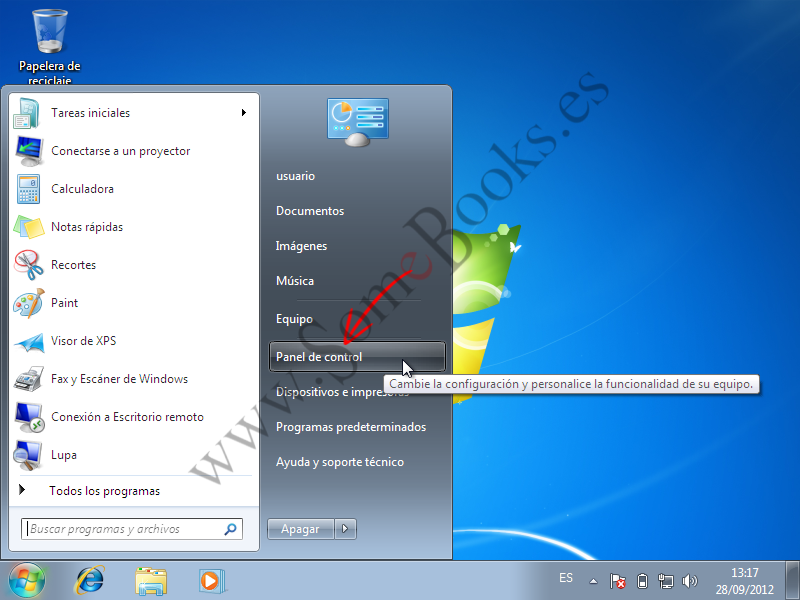 Papelera de
reciclaje
Tareas iniciales
Conectarse a un proyector
Calculadora
Notas rápidas
Recortes
Paint
Visor de XPS
Fax y Escáner de Windows
Conexión a Escritorio remoto
Lupa
Todos los programas
Buscar programas y archivos
usuario
Documentos
Imágenes
Música
Equipo
Panel de control
Cambie la configuración y personalice la funcionalidad de su equipo.
Dispositivos e impresoras
Programas predeterminados
Ayuda y soporte técnico
Apagar
www.SomeBooks.es
ES
13:17
28/09/2012